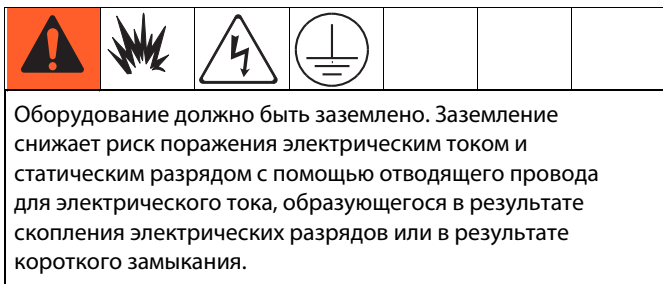 Оборудование должно быть заземлено. Заземление
снижает риск поражения электрическим током и
статическим разрядом с помощью отводящего провода
для электрического тока, образующегося в результате
скопления электрических разрядов или в результате
короткого замыкания.